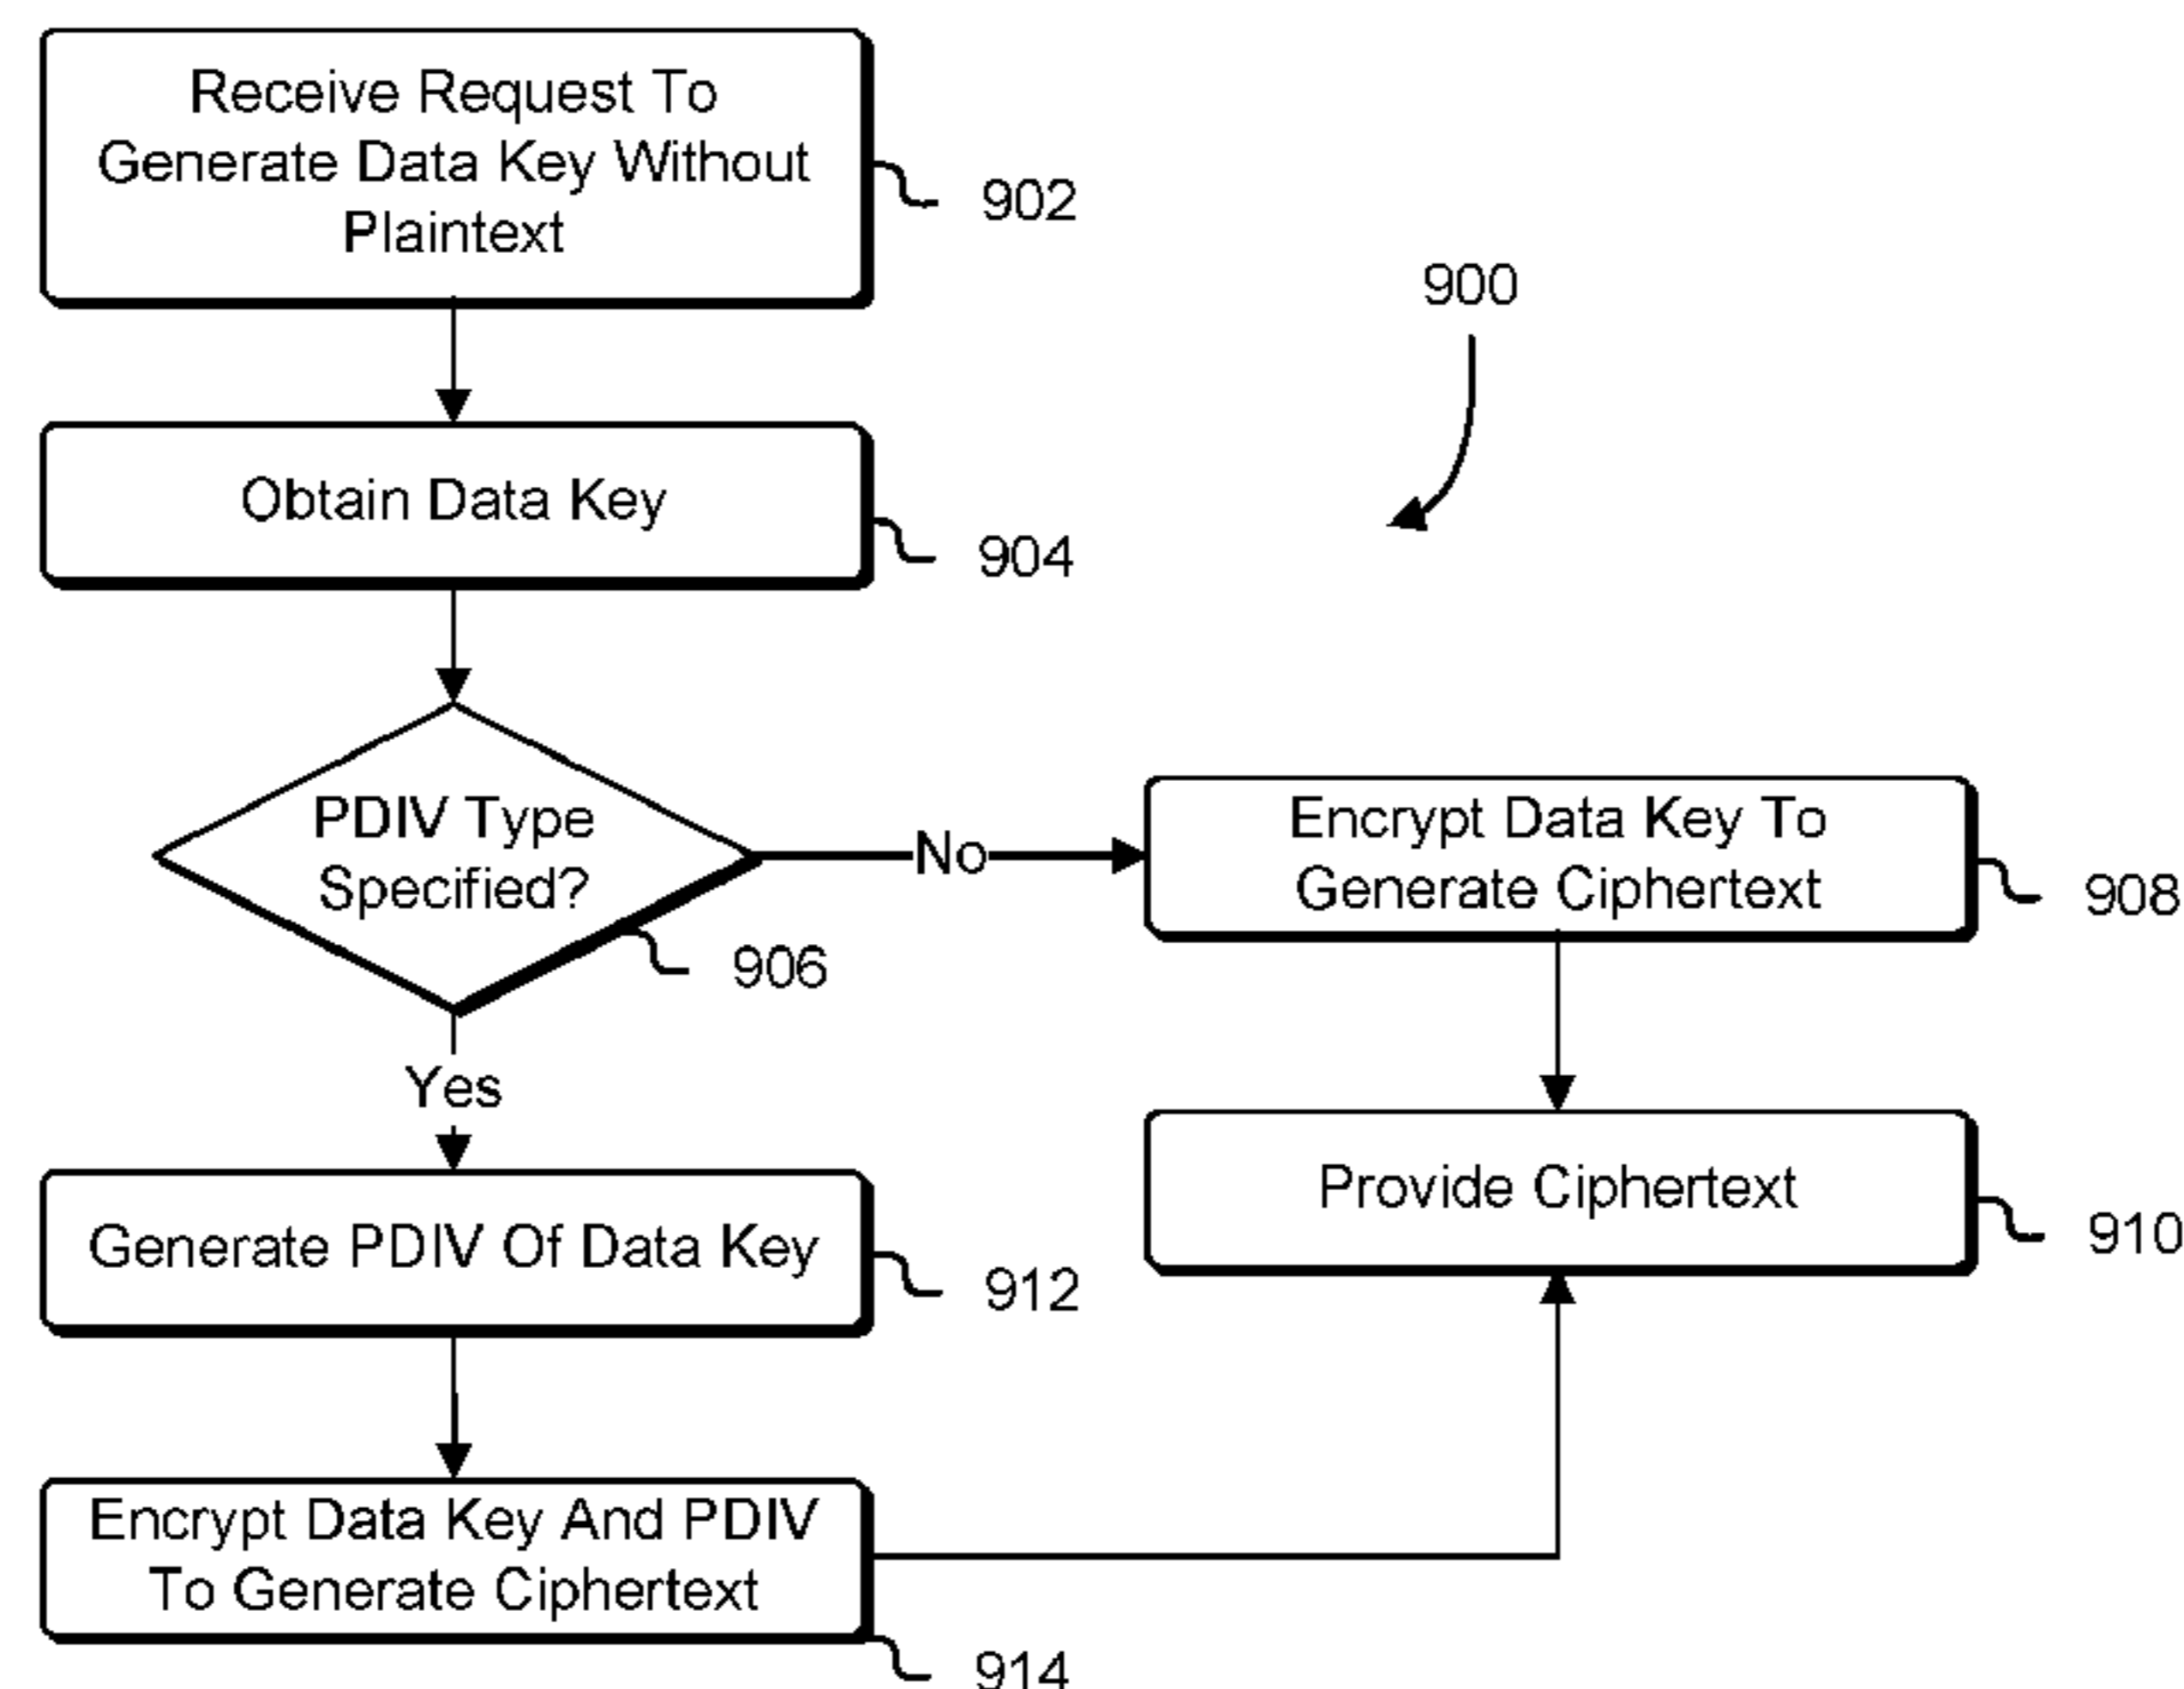 Receive Request To
Generate Data Key Without
Plaintext
902
900
Obtain Data Key
904
PDIV Type
Specified?
906
No
Encrypt Data Key To
Generate Ciphertext
908
Yes
Provide Ciphertext
910
Generate PDIV Of Data Key
912
Encrypt Data Key And PDIV
To Generate Ciphertext
914